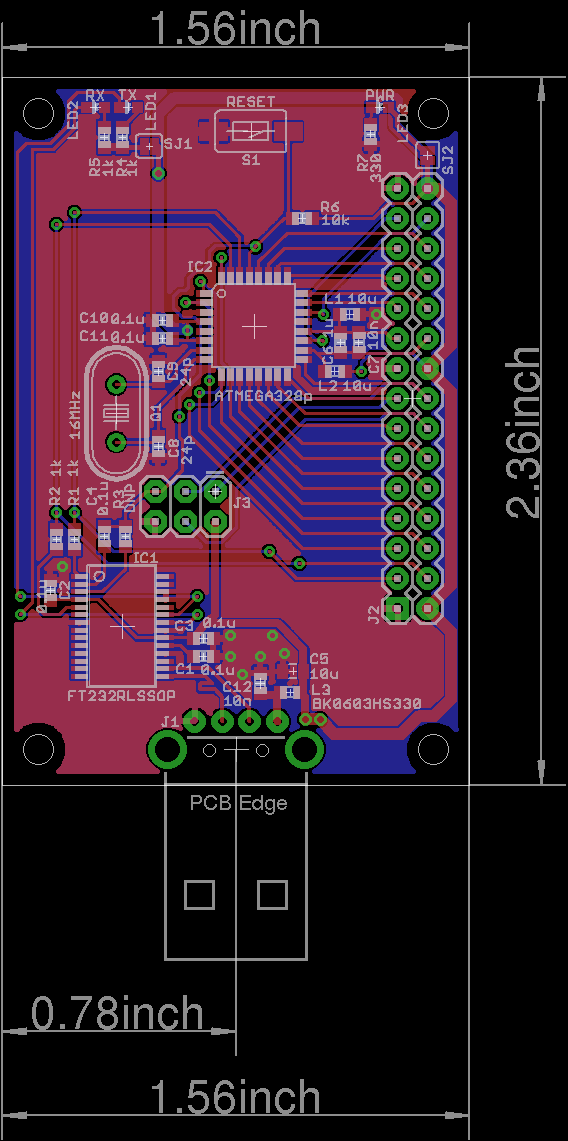 1.56inch
RX TX PWR
LED2 LED1 RESET LED3
SJ1 SJ2
R5 1k R4 1k S1 R7 330
R6
10k
IC2
L1 10u
C10 0.1u
C11 0.1u
C6 .1u 10n C7
C9 24p
L2 10u
ATMEGA328p
16MHz Q1
2.36inch
C8 24p
R2 1k R1 1k C4 0.1u R3 DNP
J3
IC1
0.1u C2
J2
C3 0.1u
C1 0.1u
C5
10u
FT232RLSSOP
C12
10n
L3
BK0603HS330
J1
PCB Edge
0.78inch
1.56inch